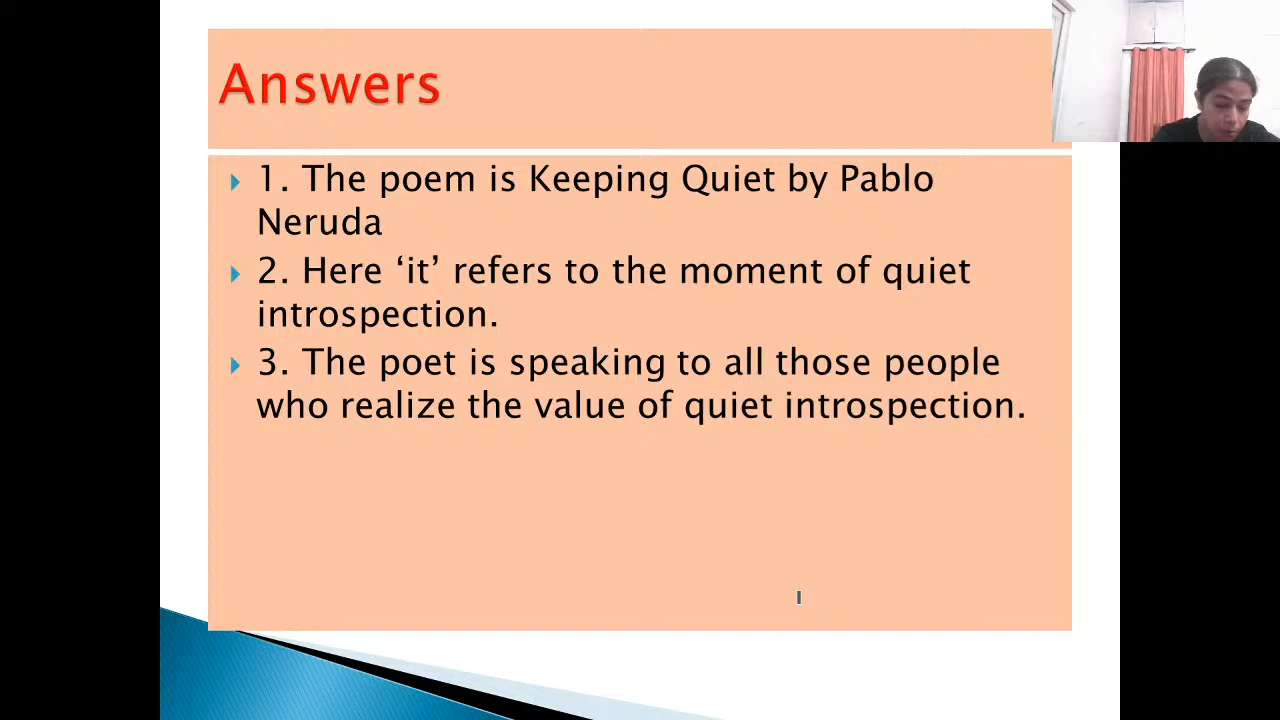 Answers
1. The poem is Keeping Quiet by Pablo
Neruda
2. Here ‘it’ refers to the moment of quiet
introspection.
3. The poet is speaking to all those people
who realize the value of quiet introspection.